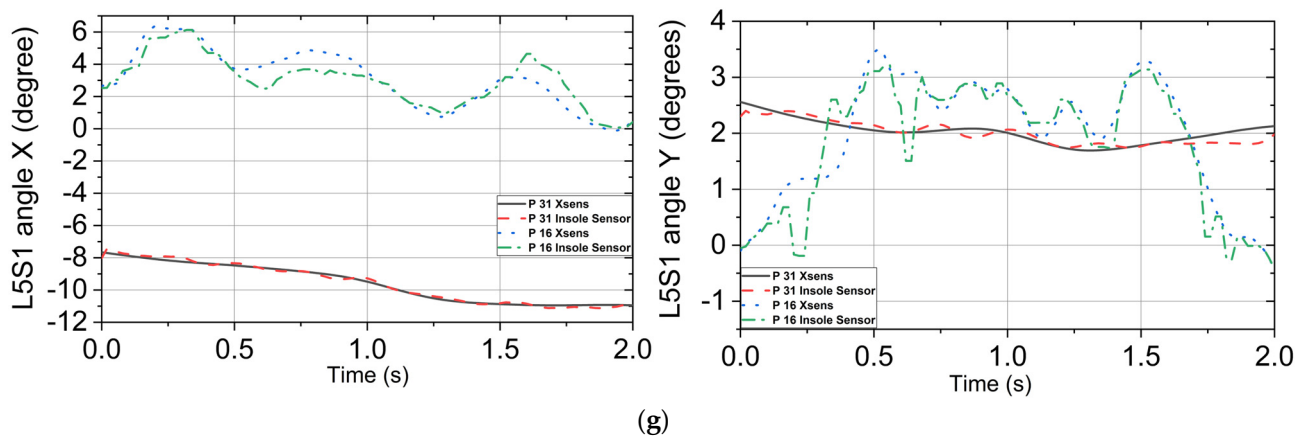 L5S1 angle X (degree)
6
4
2
0
-2
-4
-6
-8
-10
-12
P 31 Xsens
P 31 Insole Sensor
P 16 Xsens
P 16 Insole Sensor
0.0 0.5 1.0 1.5 2.0
Time (s)
L5S1 angle Y (degrees)
4
3
2
1
0
-1
P 31 Xsens
P 31 Insole Sensor
P 16 Xsens
P 16 Insole Sensor
0.0 0.5 1.0 1.5 2.0
Time (s)
(g)